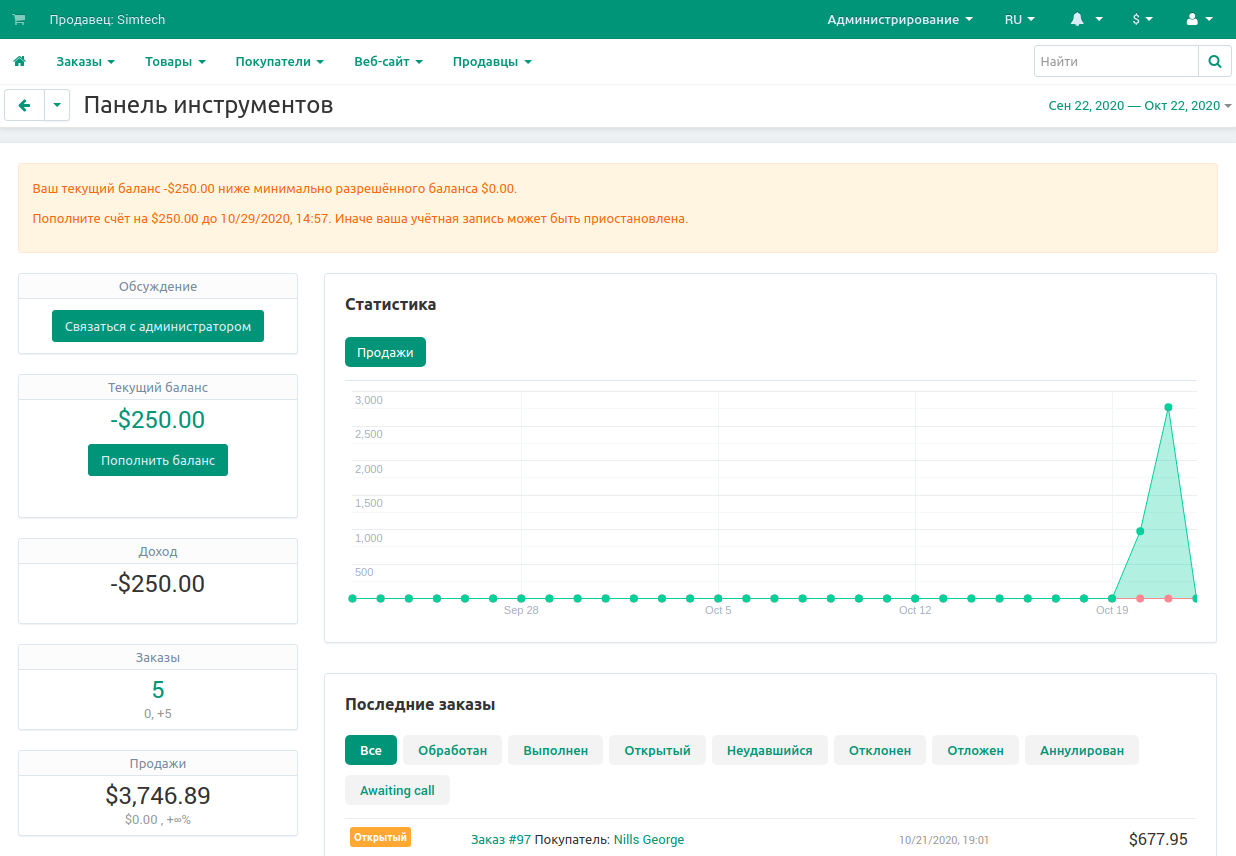 Продавец: Simtech
Администрирование
RU
$
Заказы
Товары
Покупатели
Веб-сайт
Продавцы
Найти
Панель инструментов
Сен 22, 2020 — Окт 22, 2020
Ваш текущий баланс -$250.00 ниже минимально разрешённого баланса $0.00.
Пополните счёт на $250.00 до 10/29/2020, 14:57. Иначе ваша учётная запись может быть приостановлена.
Обсуждение
Связаться с администратором
Текущий баланс
-$250.00
Пополнить баланс
Доход
-$250.00
Заказы
5
0, +5
Продажи
$3,746.89
$0.00 , +∞%
Статистика
Продажи
3,000
2,500
2,000
1,500
1,000
500
Sep 28
Oct 5
Oct 12
Oct 19
Последние заказы
Все
Обработан
Выполнен
Открытый
Неудавшийся
Отклонен
Отложен
Аннулирован
Awaiting call
Открытый
Заказ #97 Покупатель: Nills George
10/21/2020, 19:01
$677.95